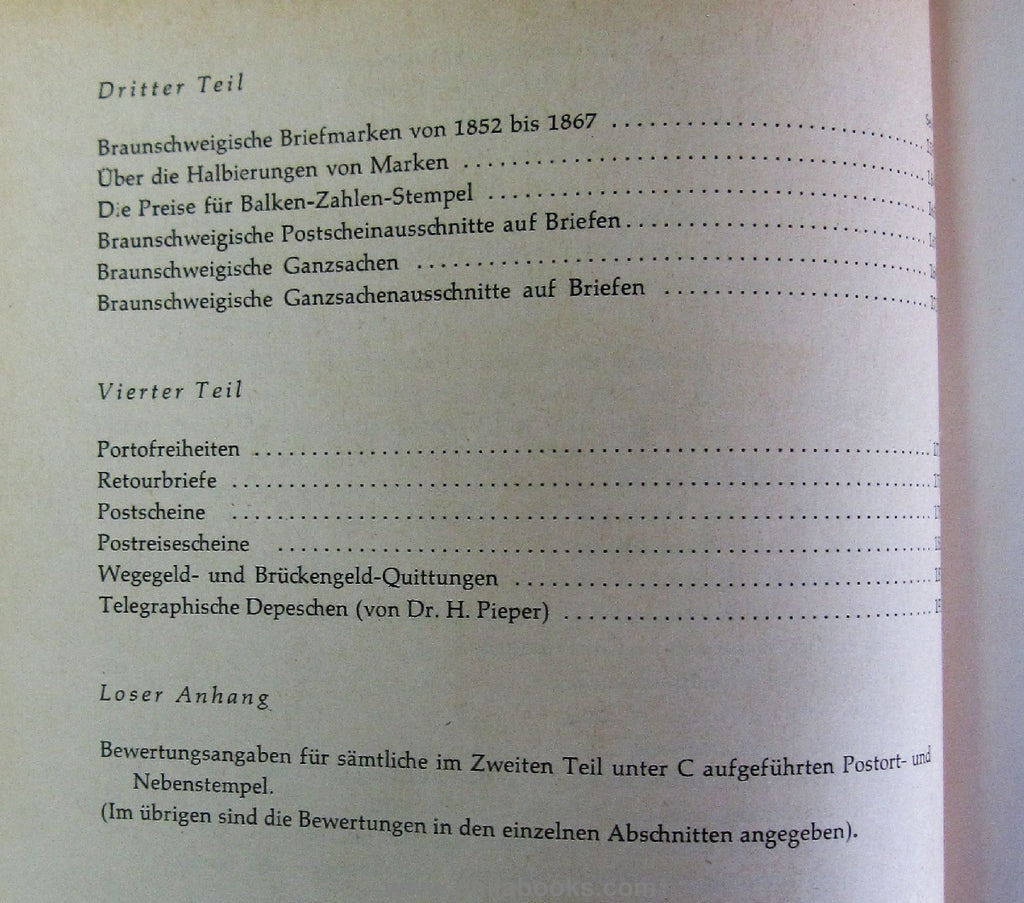 Dritter Teil
Braunschweigische Briefmarken von 1852 bis 1867
Über die Halbierungen von Marken
Die Preise für Balken-Zahlen-Stempel
Braunschweigische Postscheinausschnitte auf Briefen
Braunschweigische Ganzsachen
Braunschweigische Ganzsachenausschnitte auf Briefen
Vierter Teil
Portofreiheiten
Retourbriefe
Postscheine
Postreisescheine
Wegegeld- und Brückengeld-Quittungen
Telegraphische Depeschen (von Dr. H. Pieper)
Loser Anhang
Bewertungsangaben für sämtliche im Zweiten Teil unter C aufgeführten Postort- und
Nebenstempel.
(Im übrigen sind die Bewertungen in den einzelnen Abschnitten angegeben).